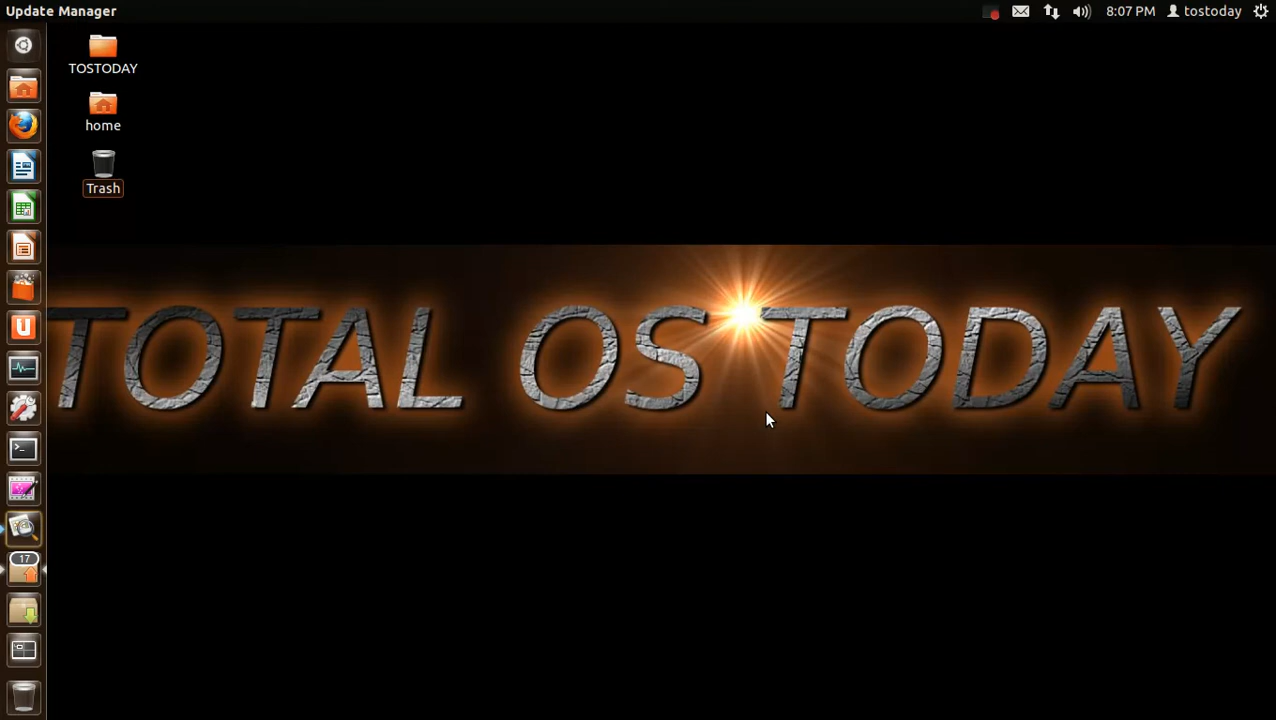 Update Manager
8:07 PM
tostoday
TOSTODAY
home
Trash
TOTAL OS TODAY
U
>_
17